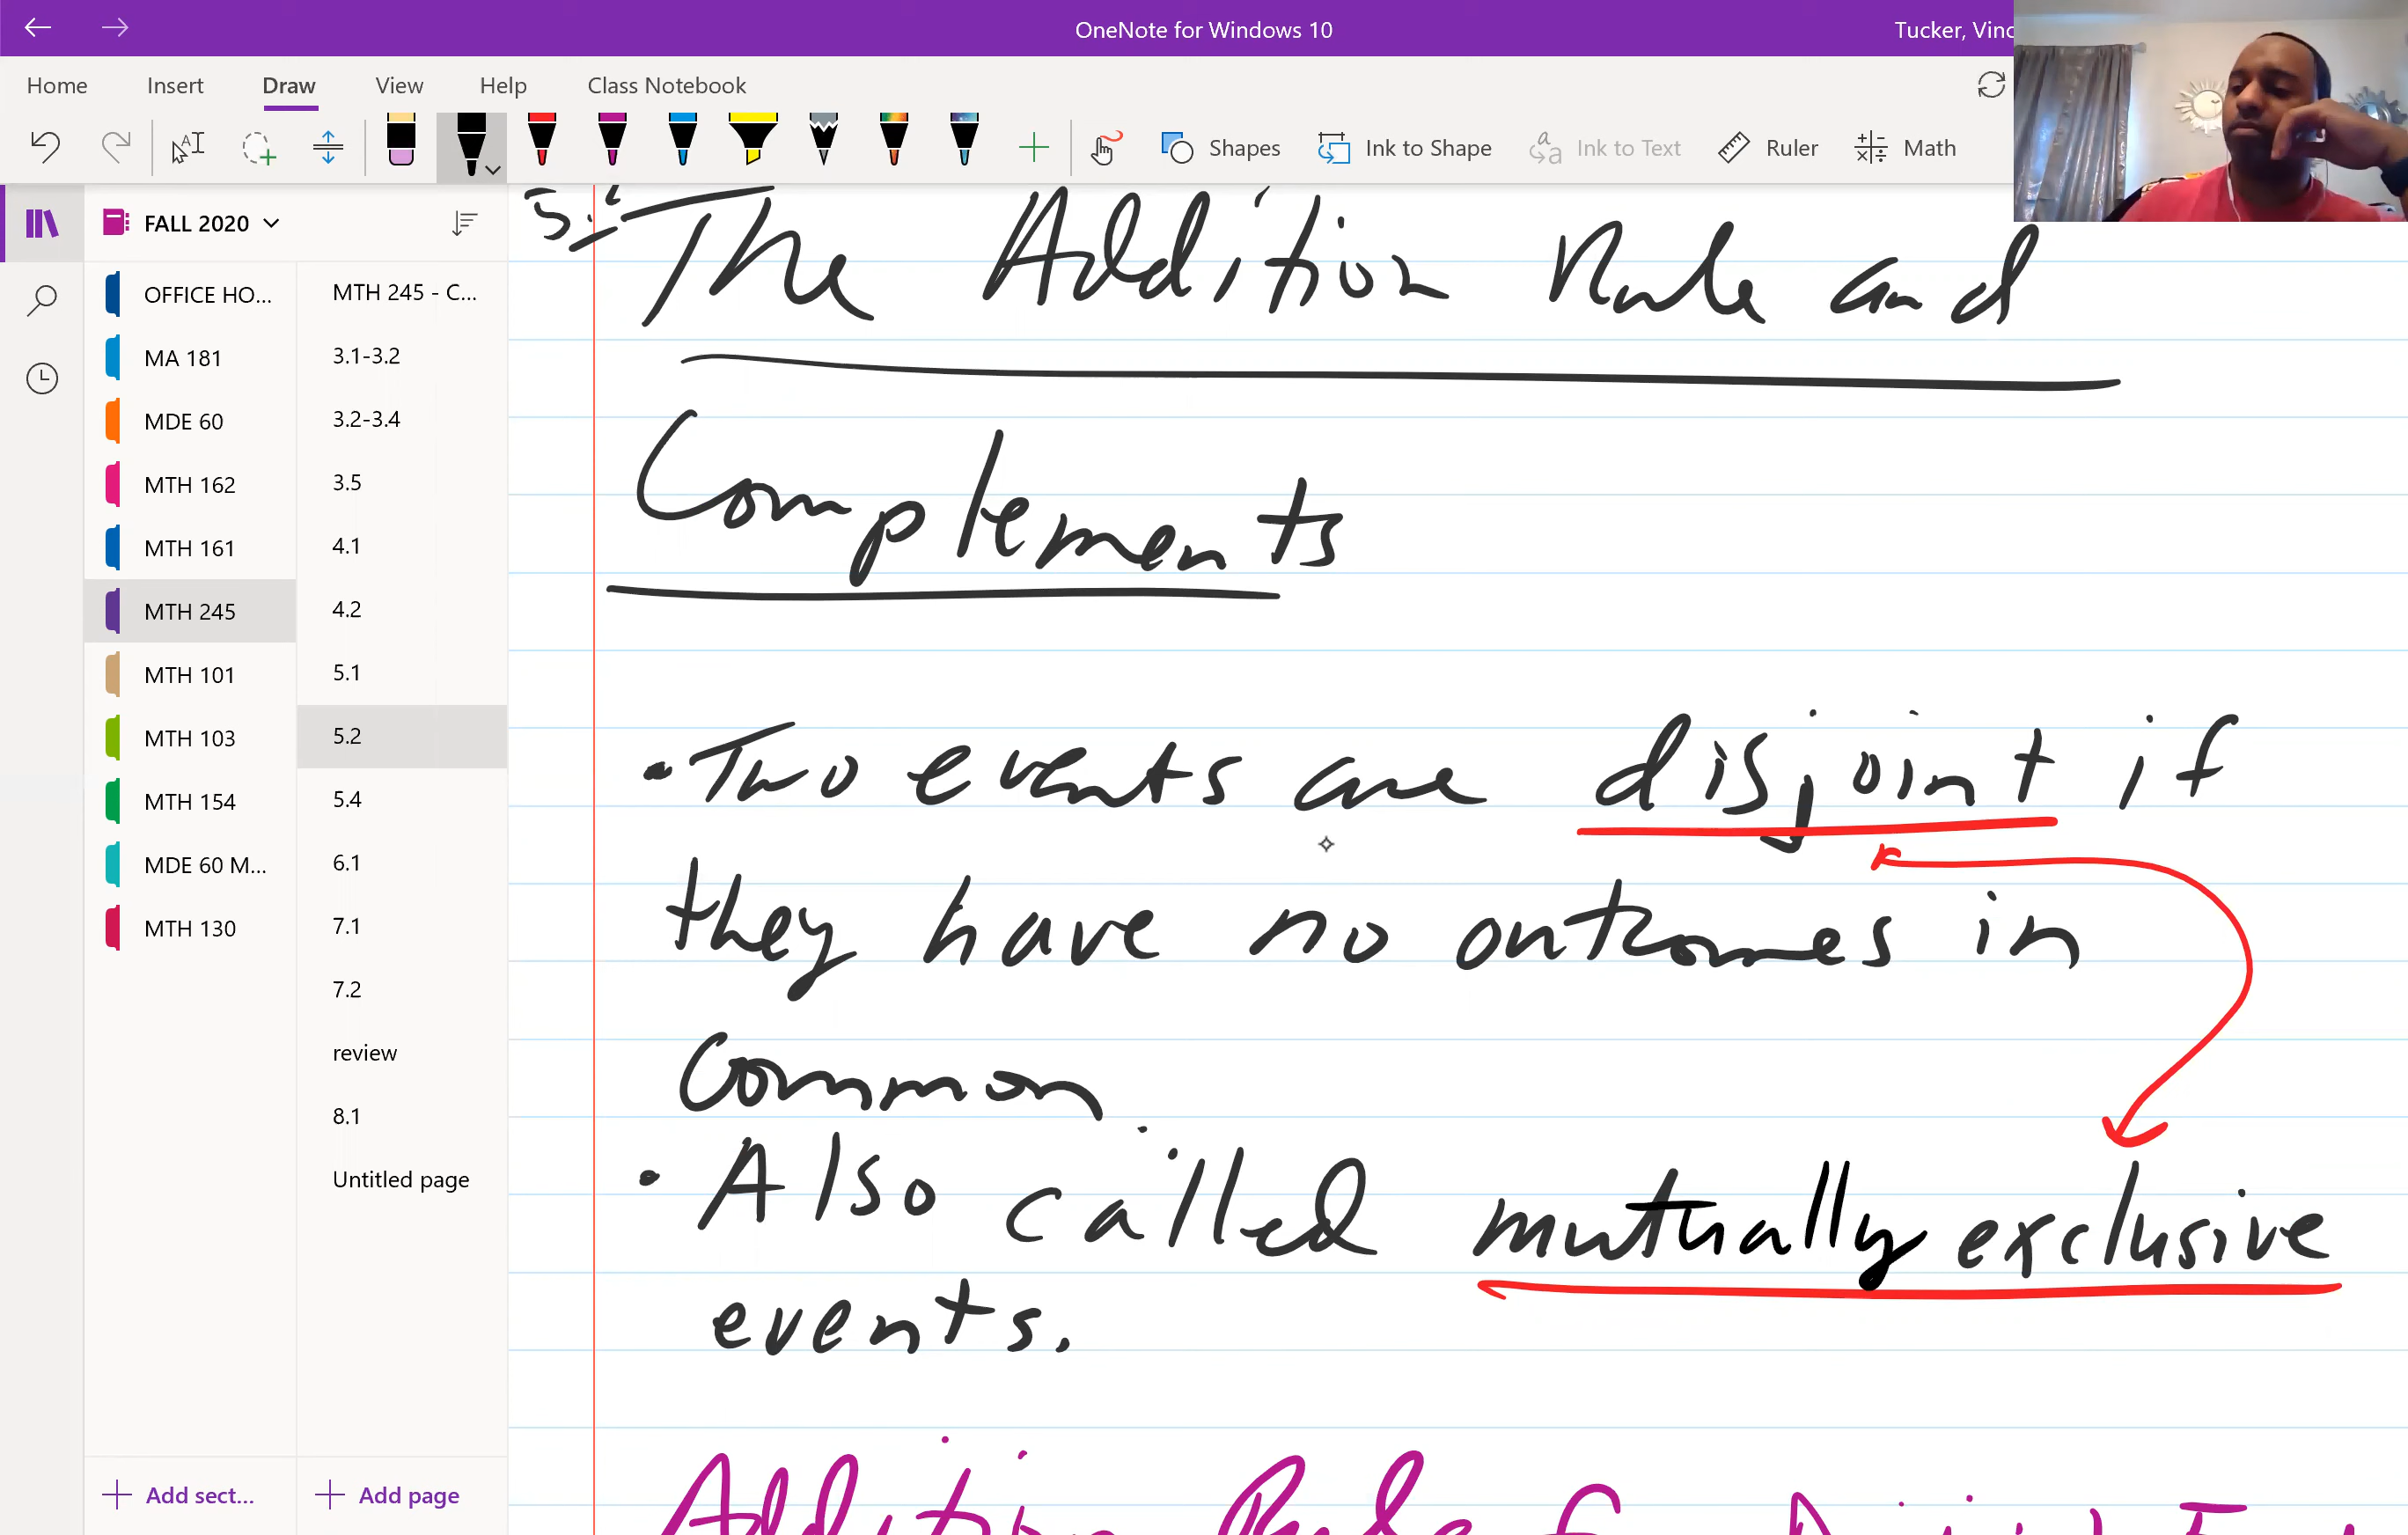 OneNote for Windows 10
Tucker, Vinc
Home Insert Draw View Help Class Notebook
Shapes Ink to Shape Ink to Text Ruler Math
FALL 2020
OFFICE HO...
MA 181
MDE 60
MTH 162
MTH 161
MTH 245
MTH 101
MTH 103
MTH 154
MDE 60 M...
MTH 130
Add sect...
MTH 245 - C...
3.1-3.2
3.2-3.4
3.5
4.1
4.2
5.1
5.2
5.4
6.1
7.1
7.2
review
8.1
Untitled page
Add page
5.2 The Addition Rule and
Complements
• Two events are disjoint if
they have no outcomes in
common.
• Also called mutually exclusive
events.
Addition Rule f